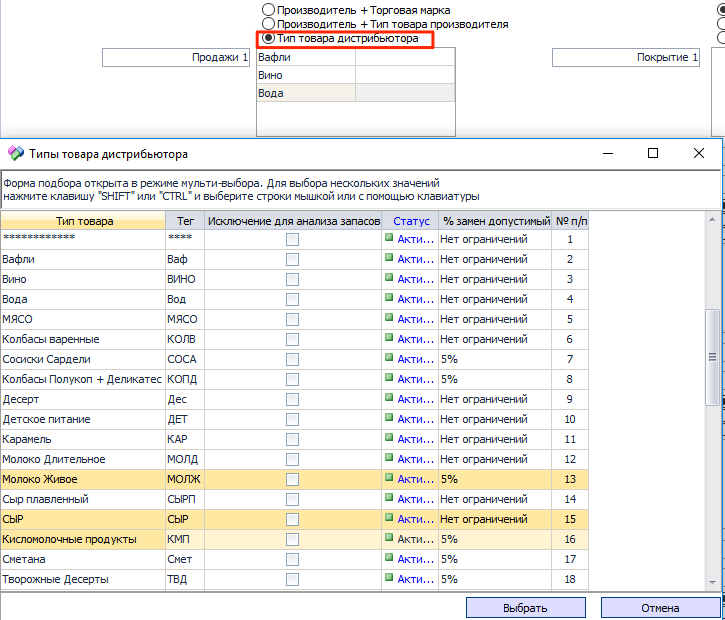 Производитель + Торговая марка
Производитель + Тип товара производителя
Тип товара дистрибьютора
Продажи 1
Вафли
Покрытие 1
Вино
Вода
Типы товара дистрибьютора
Форма подбора открыта в режиме мульти-выбора. Для выбора нескольких значений
нажмите клавишу "SHIFT" или "CTRL" и выберите строки мышкой или с помощью клавиатуры
Тип товара Тег Исключение для анализа запасов Статус % замен допустимый № п/п
************ **** Акти... Нет ограничений 1
Вафли Ваф Акти... Нет ограничений 2
Вино ВИНО Акти... Нет ограничений 3
Вода Вод Акти... Нет ограничений 4
МЯСО МЯСО Акти... Нет ограничений 5
Колбасы варенные КОЛВ Акти... Нет ограничений 6
Сосиски Сардели СОСА Акти... 5% 7
Колбасы Полукоп + Деликатес КОПД Акти... 5% 8
Десерт Дес Акти... Нет ограничений 9
Детское питание ДЕТ Акти... Нет ограничений 10
Карамель КАР Акти... Нет ограничений 11
Молоко Длительное МОЛД Акти... Нет ограничений 12
Молоко Живое МОЛЖ Акти... 5% 13
Сыр плавленный СЫРП Акти... Нет ограничений 14
СЫР СЫР Акти... Нет ограничений 15
Кисломолочные продукты КМП Акти... 5% 16
Сметана Смет Акти... 5% 17
Творожные Десерты ТВД Акти... 5% 18
Выбрать Отмена